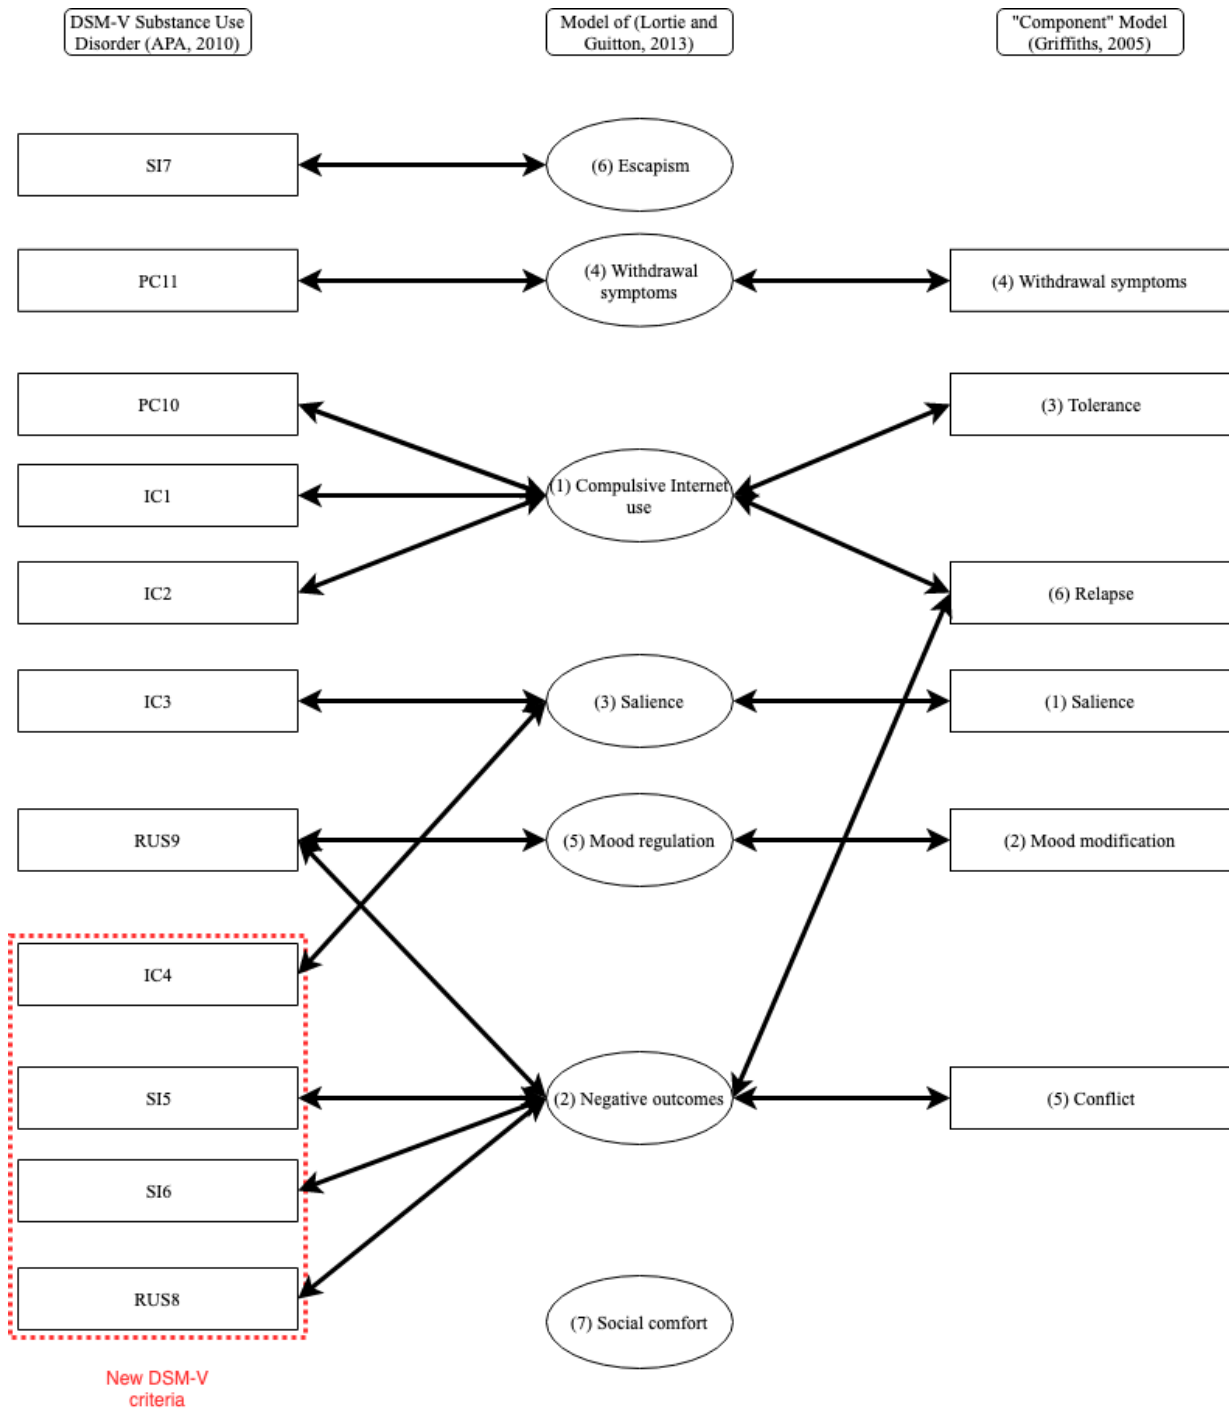 DSM-V Substance Use
Disorder (APA, 2010)
Model of (Lortie and
Guitton, 2013)
"Component" Model
(Griffiths, 2005)
SI7
(6) Escapism
PC11
(4) Withdrawal
symptoms
(4) Withdrawal symptoms
PC10
(3) Tolerance
IC1
(1) Compulsive Internet
use
IC2
(6) Relapse
IC3
(3) Salience
(1) Salience
RUS9
(5) Mood regulation
(2) Mood modification
IC4
SI5
(2) Negative outcomes
(5) Conflict
SI6
RUS8
(7) Social comfort
New DSM-V
criteria